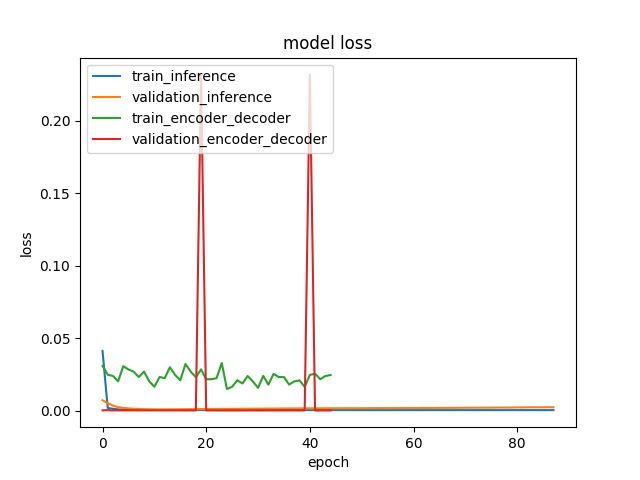 model loss
train_inference
validation_inference
train_encoder_decoder
validation_encoder_decoder
loss
0.20
0.15
0.10
0.05
0.00
0 20 40 60 80
epoch